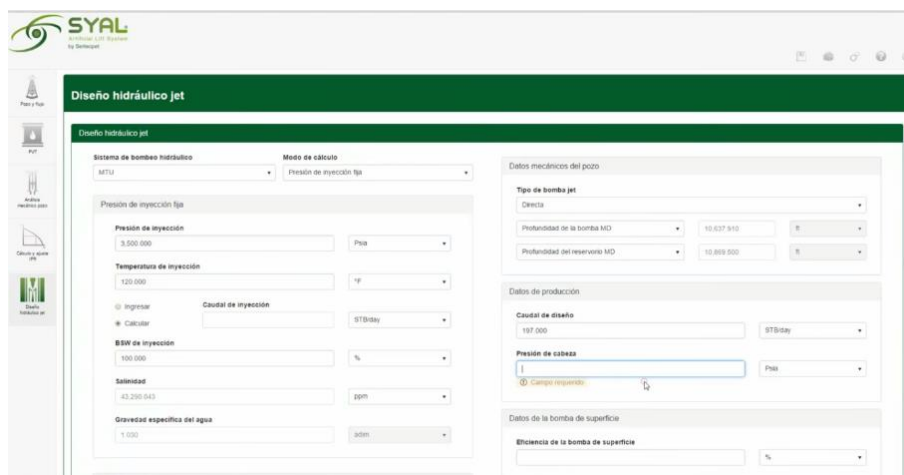 SYAL
Artificial Lift System
by Sertecpet
Pozo y flujo
PVT
Análisis mecánico pozo
Cálculo y ajuste IPR
Diseño hidráulico jet
Diseño hidráulico jet
Diseño hidráulico jet
Sistema de bombeo hidráulico
MTU
Modo de cálculo
Presión de inyección fija
Presión de inyección fija
Presión de inyección
3,500.000
Psia
Temperatura de inyección
120.000
°F
Ingresar
Calcular
Caudal de inyección
STB/day
BSW de inyección
100.000
%
Salinidad
ppm
Gravedad específica del agua
1.030
adim
Datos mecánicos del pozo
Tipo de bomba jet
Directa
Profundidad de la bomba MD
10,637.910
ft
Profundidad del reservorio MD
10,869.500
ft
Datos de producción
Caudal de diseño
197.000
STB/day
Presión de cabeza
Psia
Campo requerido
Datos de la bomba de superficie
Eficiencia de la bomba de superficie
%